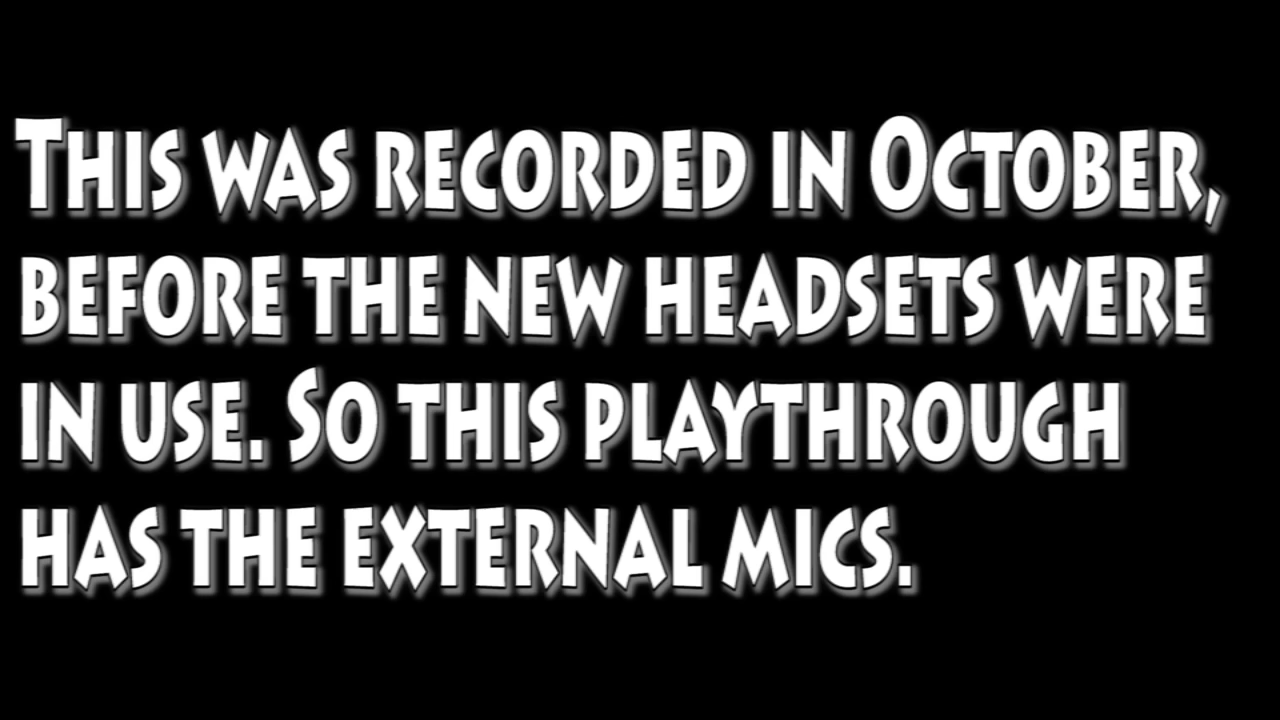 This was recorded in October,
before the new headsets were
in use. So this playthrough
has the external mics.